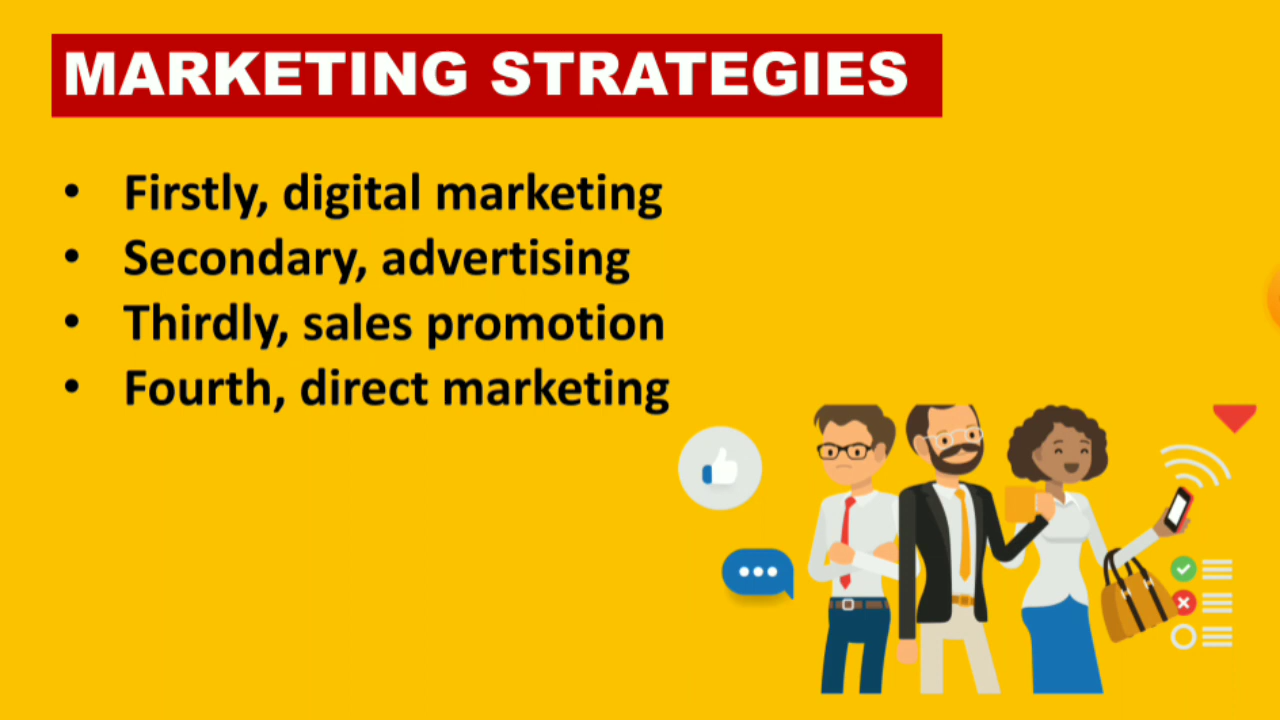 MARKETING STRATEGIES
• Firstly, digital marketing
• Secondary, advertising
• Thirdly, sales promotion
• Fourth, direct marketing